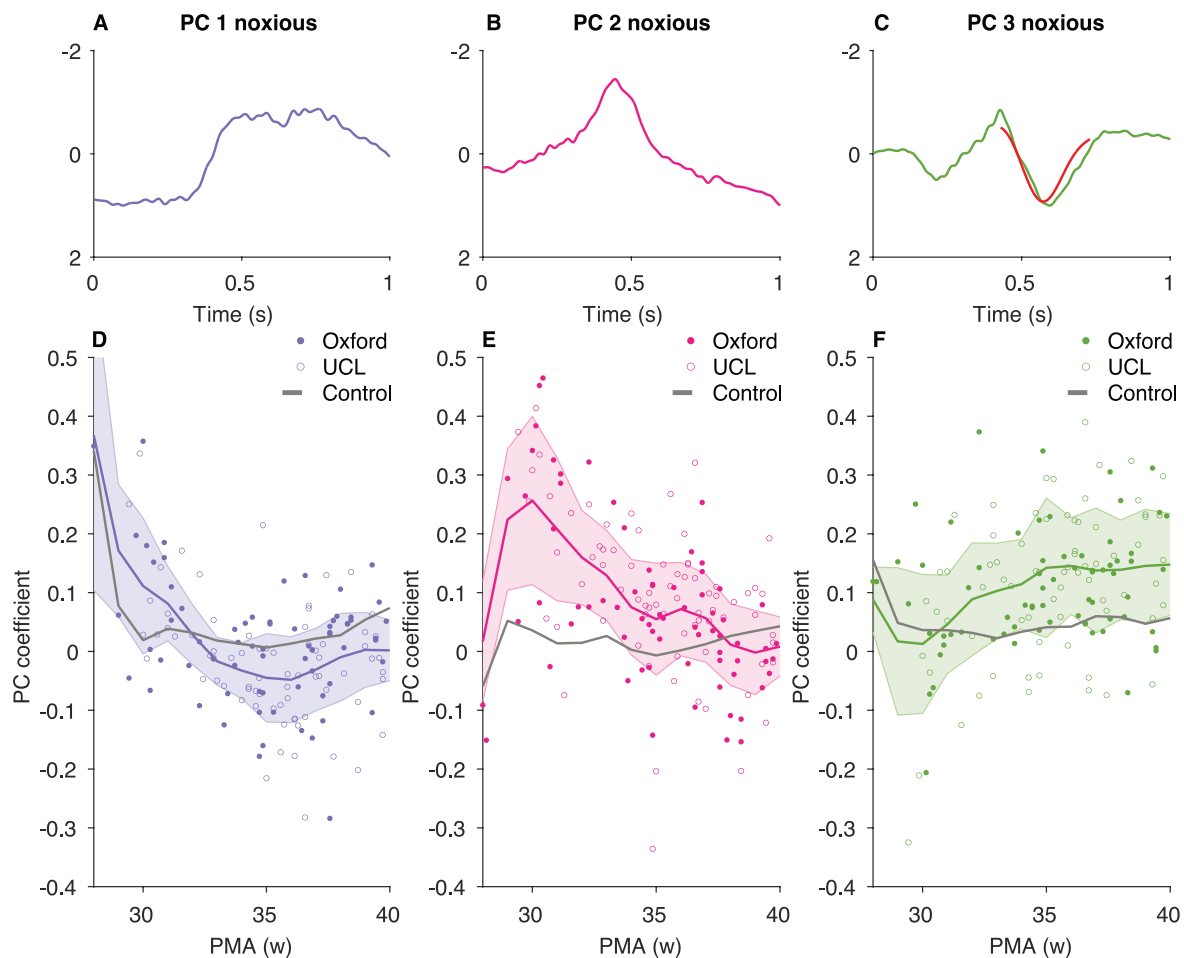 A PC 1 noxious
B PC 2 noxious
C PC 3 noxious
-2
0
2
0 0.5 1
Time (s)
-2
0
2
0 0.5 1
Time (s)
-2
0
2
0 0.5 1
Time (s)
D
Oxford
UCL
Control
0.5
0.4
0.3
0.2
0.1
0
-0.1
-0.2
-0.3
-0.4
PC coefficient
30 35 40
PMA (w)
E
Oxford
UCL
Control
0.5
0.4
0.3
0.2
0.1
0
-0.1
-0.2
-0.3
-0.4
PC coefficient
30 35 40
PMA (w)
F
Oxford
UCL
Control
0.5
0.4
0.3
0.2
0.1
0
-0.1
-0.2
-0.3
-0.4
PC coefficient
30 35 40
PMA (w)